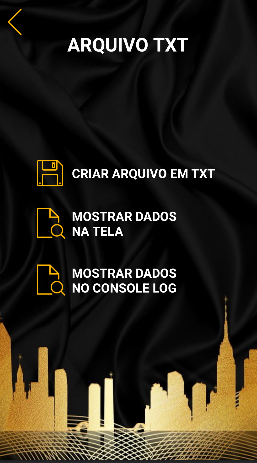 ARQUIVO TXT
CRIAR ARQUIVO EM TXT
MOSTRAR DADOS
NA TELA
MOSTRAR DADOS
NO CONSOLE LOG